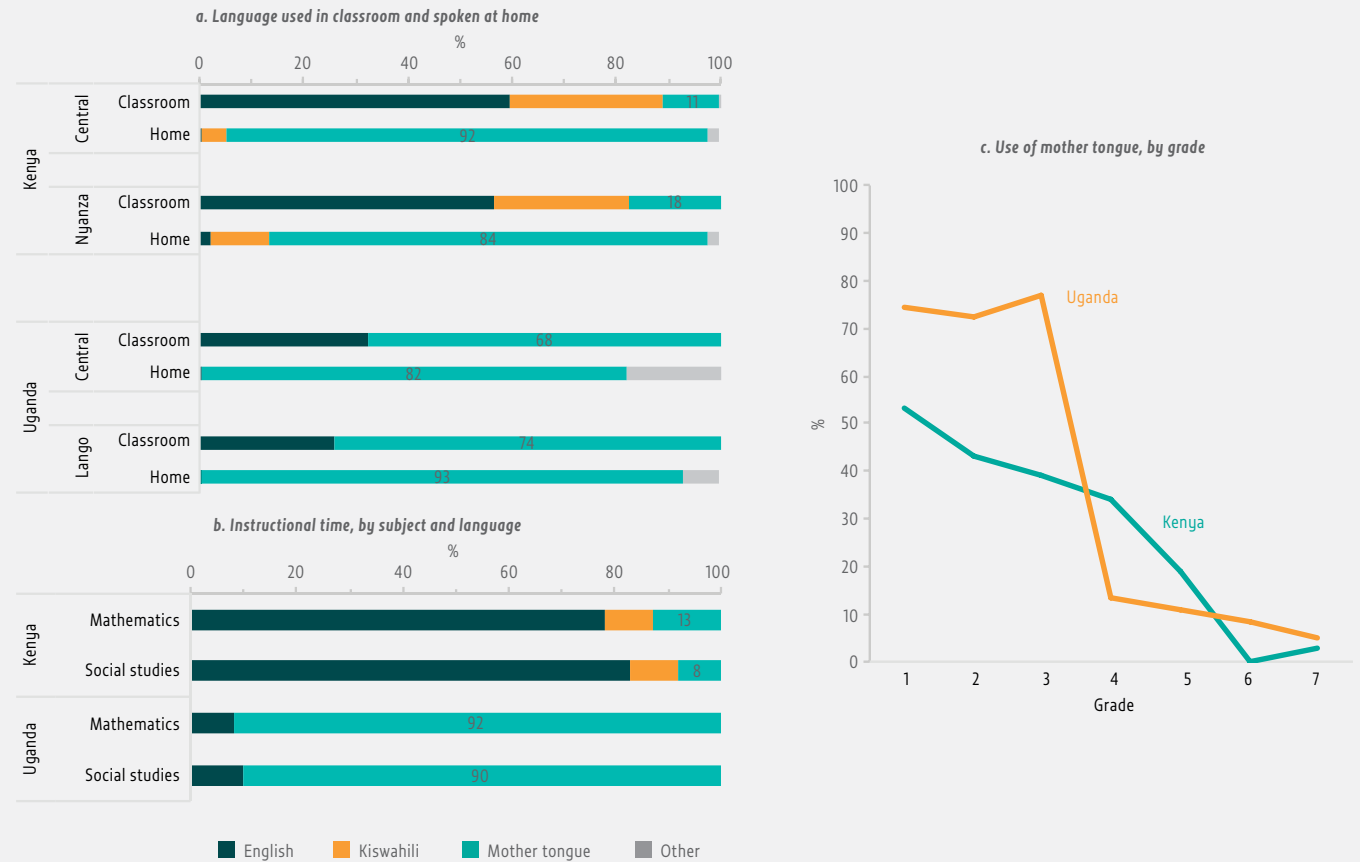 a. Language used in classroom and spoken at home
%
0 20 40 60 80 100
Kenya
Central
Classroom 11
Home 92
Nyanza
Classroom 18
Home 84
Uganda
Central
Classroom 68
Home 82
Lango
Classroom 74
Home 93
b. Instructional time, by subject and language
%
0 20 40 60 80 100
Kenya
Mathematics 13
Social studies 8
Uganda
Mathematics 92
Social studies 90
English Kiswahili Mother tongue Other
c. Use of mother tongue, by grade
%
100
90
80
70
60
50
40
30
20
10
0
Uganda
Kenya
1 2 3 4 5 6 7
Grade